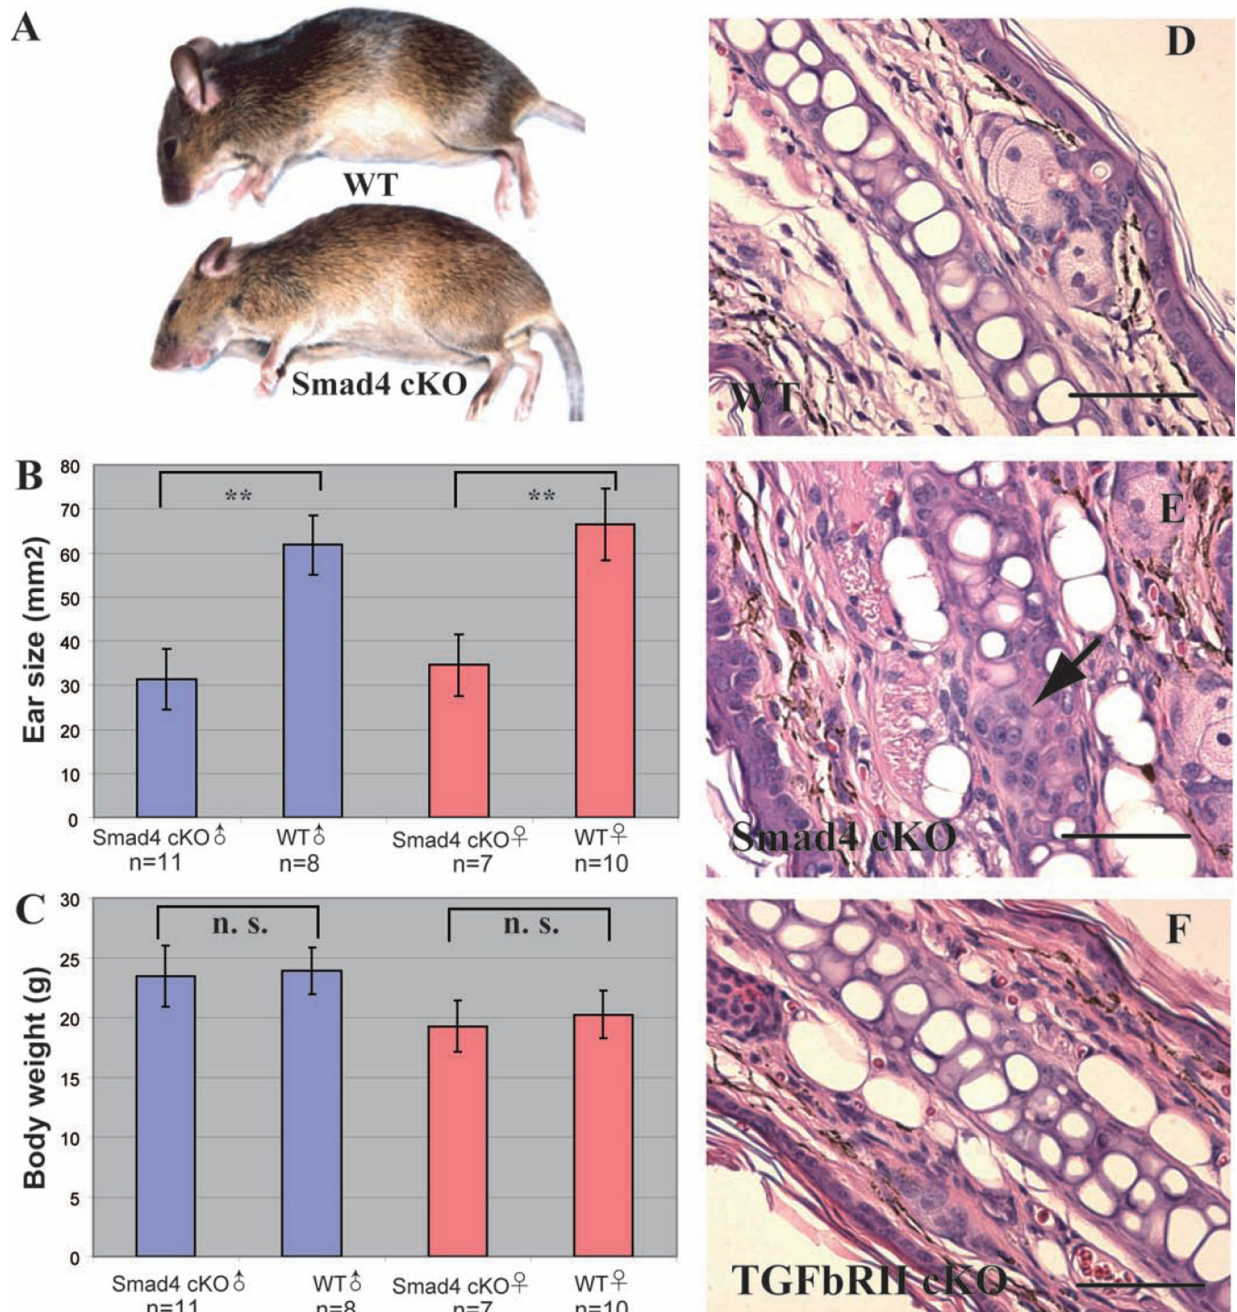 A
WT
Smad4 cKO
B
Ear size (mm2)
80
70
60
50
40
30
20
10
0
**
**
Smad4 cKO♂ WT♂ Smad4 cKO♀ WT♀
n=11 n=8 n=7 n=10
C
Body weight (g)
30
25
20
15
10
5
0
n. s.
n. s.
Smad4 cKO♂ WT♂ Smad4 cKO♀ WT♀
n=11 n=8 n=7 n=10
D
WT
E
Smad4 cKO
F
TGFbRII cKO